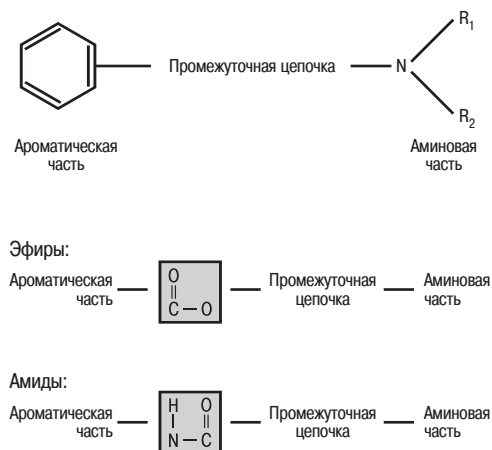 R₁
Промежуточная цепочка N
R₂
Ароматическая часть
Аминовая часть
Эфиры:
Ароматическая часть
O
C O
Промежуточная цепочка
Аминовая часть
Амиды:
Ароматическая часть
H O
N C
Промежуточная цепочка
Аминовая часть